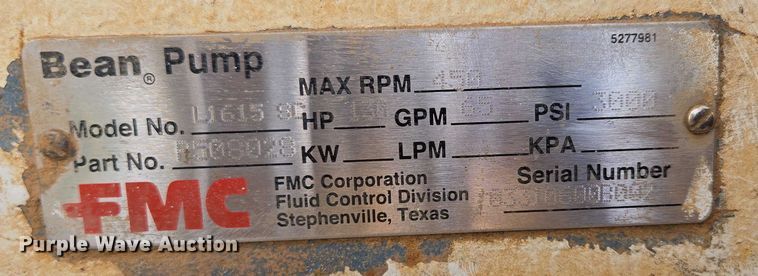 5277981
Bean® Pump
MAX RPM 450
Model No. L1615 HP GPM 65 PSI 3000
Part No. KW LPM KPA
FMC
FMC Corporation
Fluid Control Division
Stephenville, Texas
Serial Number
Purple Wave Auction